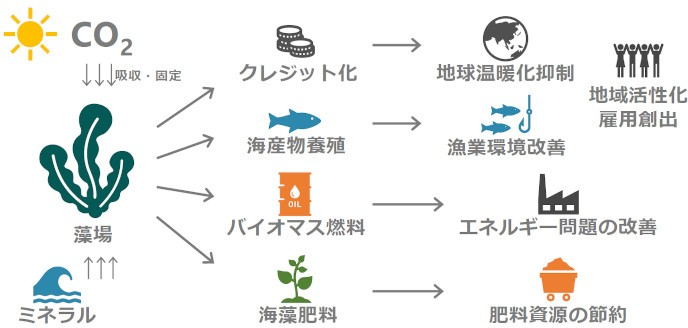 CO2
吸収・固定
藻場
ミネラル
クレジット化
地球温暖化抑制
地域活性化
雇用創出
海産物養殖
漁業環境改善
OIL
バイオマス燃料
エネルギー問題の改善
海藻肥料
肥料資源の節約